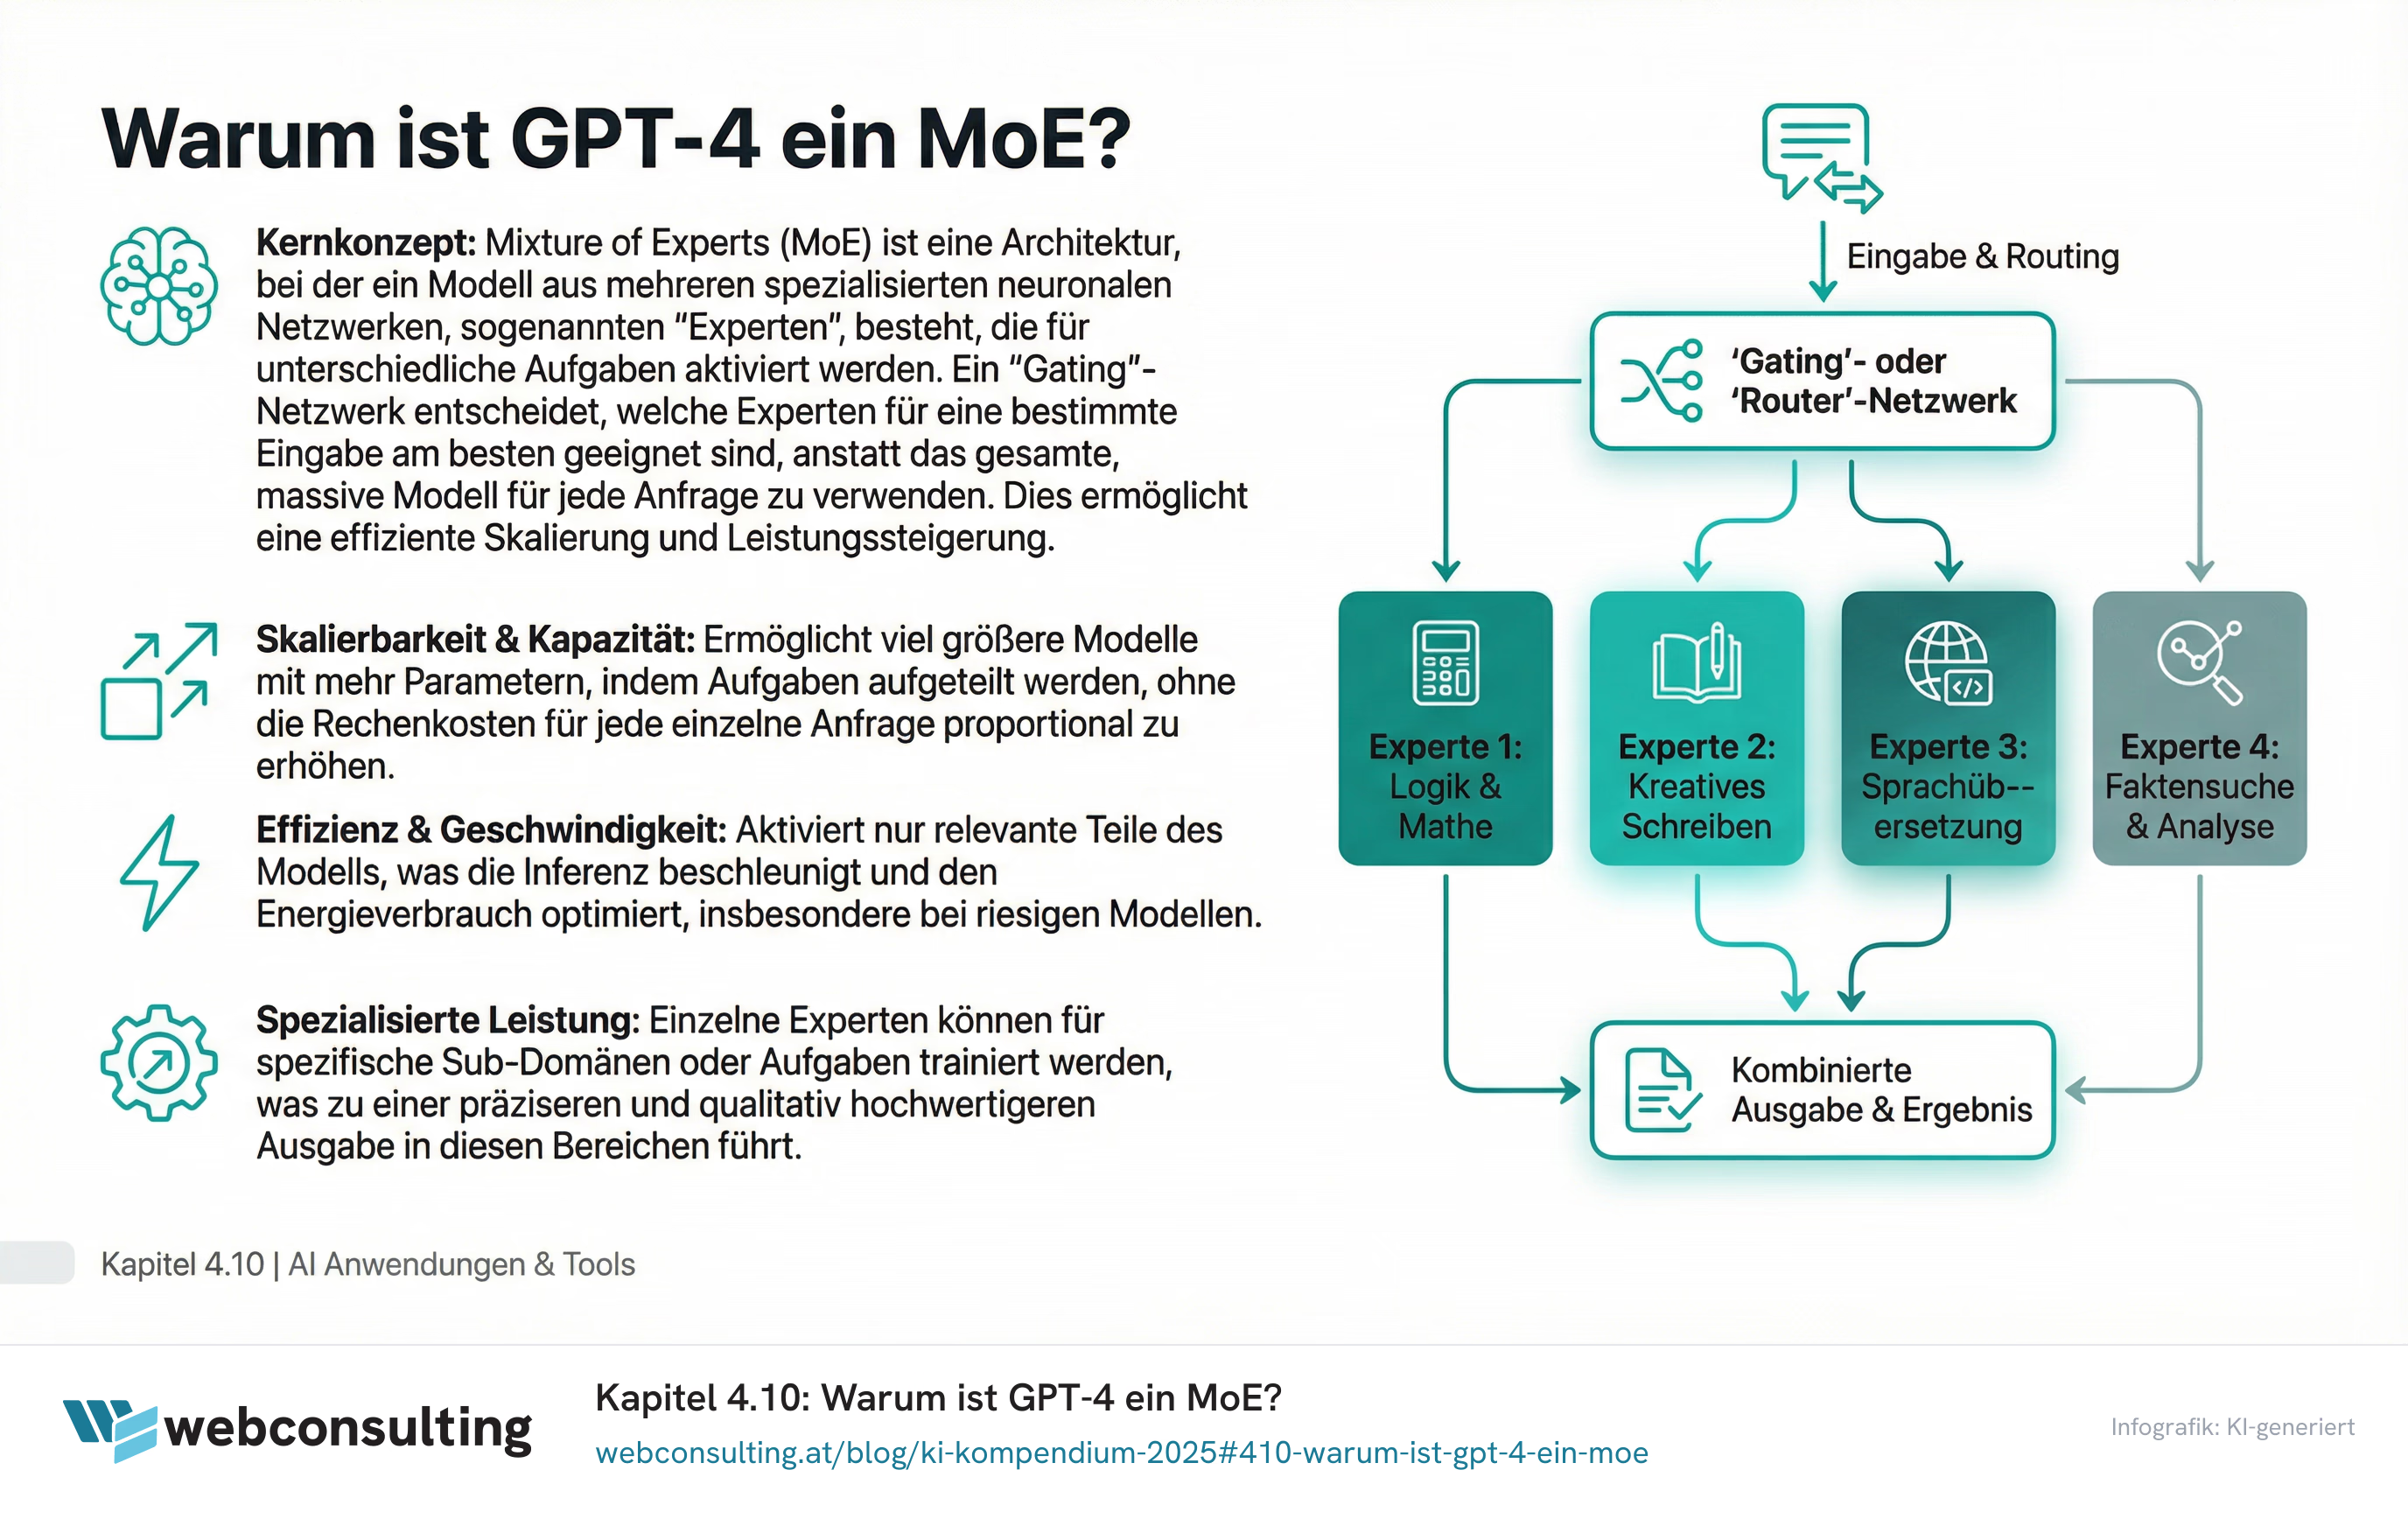 Warum ist GPT-4 ein MoE?
Kernkonzept: Mixture of Experts (MoE) ist eine Architektur,
bei der ein Modell aus mehreren spezialisierten neuronalen
Netzwerken, sogenannten “Experten”, besteht, die für
unterschiedliche Aufgaben aktiviert werden. Ein “Gating”-
Netzwerk entscheidet, welche Experten für eine bestimmte
Eingabe am besten geeignet sind, anstatt das gesamte,
massive Modell für jede Anfrage zu verwenden. Dies ermöglicht
eine effiziente Skalierung und Leistungssteigerung.
Skalierbarkeit & Kapazität: Ermöglicht viel größere Modelle
mit mehr Parametern, indem Aufgaben aufgeteilt werden, ohne
die Rechenkosten für jede einzelne Anfrage proportional zu
erhöhen.
Effizienz & Geschwindigkeit: Aktiviert nur relevante Teile des
Modells, was die Inferenz beschleunigt und den
Energieverbrauch optimiert, insbesondere bei riesigen Modellen.
Spezialisierte Leistung: Einzelne Experten können für
spezifische Sub-Domänen oder Aufgaben trainiert werden,
was zu einer präziseren und qualitativ hochwertigeren
Ausgabe in diesen Bereichen führt.
Eingabe & Routing
‘Gating’- oder
‘Router’-Netzwerk
Experte 1:
Logik &
Mathe
Experte 2:
Kreatives
Schreiben
Experte 3:
Sprachüb--
ersetzung
Experte 4:
Faktensuche
& Analyse
Kombinierte
Ausgabe & Ergebnis
Kapitel 4.10 | AI Anwendungen & Tools
webconsulting
Kapitel 4.10: Warum ist GPT-4 ein MoE?
webconsulting.at/blog/ki-kompendium-2025#410-warum-ist-gpt-4-ein-moe
Infografik: KI-generiert